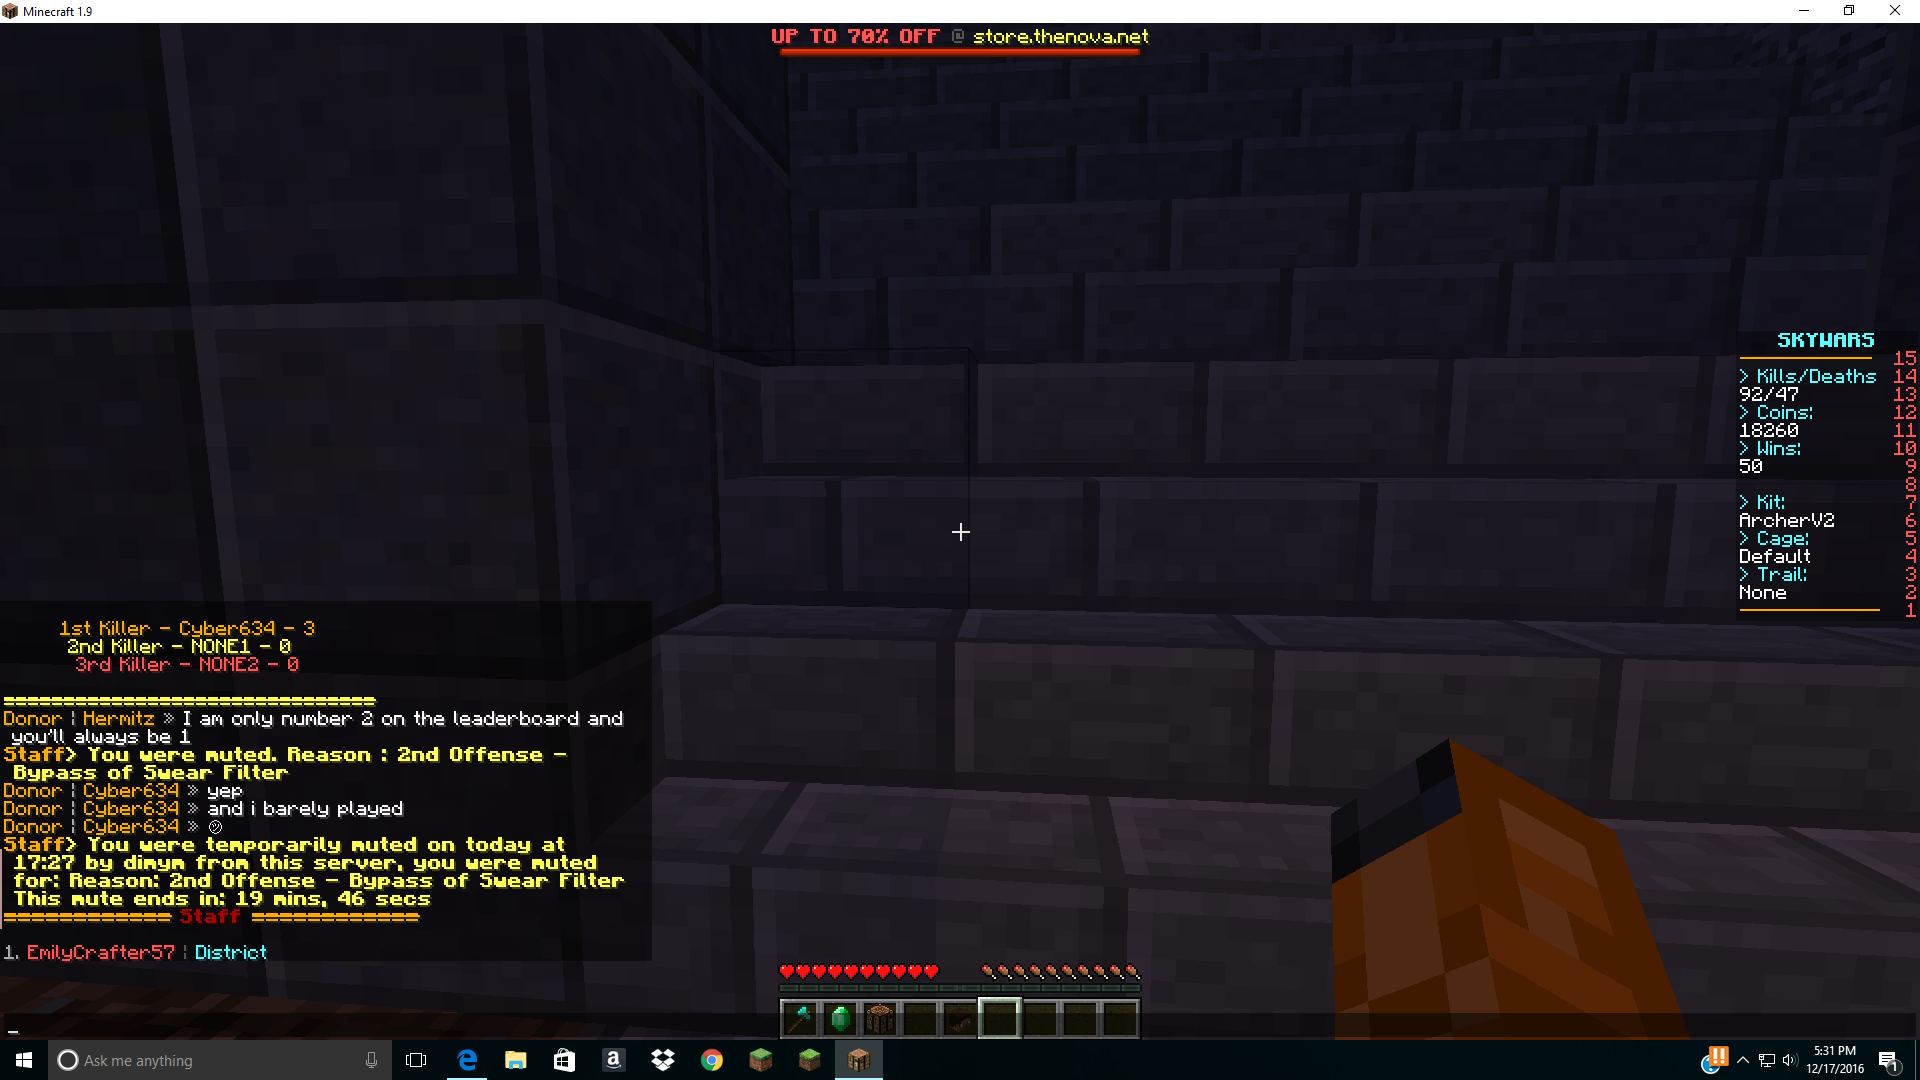 Minecraft 1.9
UP TO 70% OFF @ store.thenova.net
SKYWARS
15
> Kills/Deaths 14
92/47 13
> Coins: 12
18260 11
> Wins: 10
50 9
8
> Kit: 7
ArcherV2 6
> Cage: 5
Default 4
> Trail: 3
None 2
1
1st Killer - Cyber634 - 3
2nd Killer - NONE1 - 0
3rd Killer - NONE2 - 0
==============================
Donor ¦ Hermitz » I am only number 2 on the leaderboard and
you'll always be 1
Staff> You were muted. Reason : 2nd Offense -
Bypass of Swear Filter
Donor ¦ Cyber634 » yep
Donor ¦ Cyber634 » and i barely played
Donor ¦ Cyber634 »
Staff> You were temporarily muted on today at
17:27 by dimym from this server, you were muted
for: Reason: 2nd Offense - Bypass of Swear Filter
This mute ends in: 19 mins, 46 secs
============= Staff =============
1. EmilyCrafter57 ¦ District
_
Ask me anything
5:31 PM
12/17/2016
1